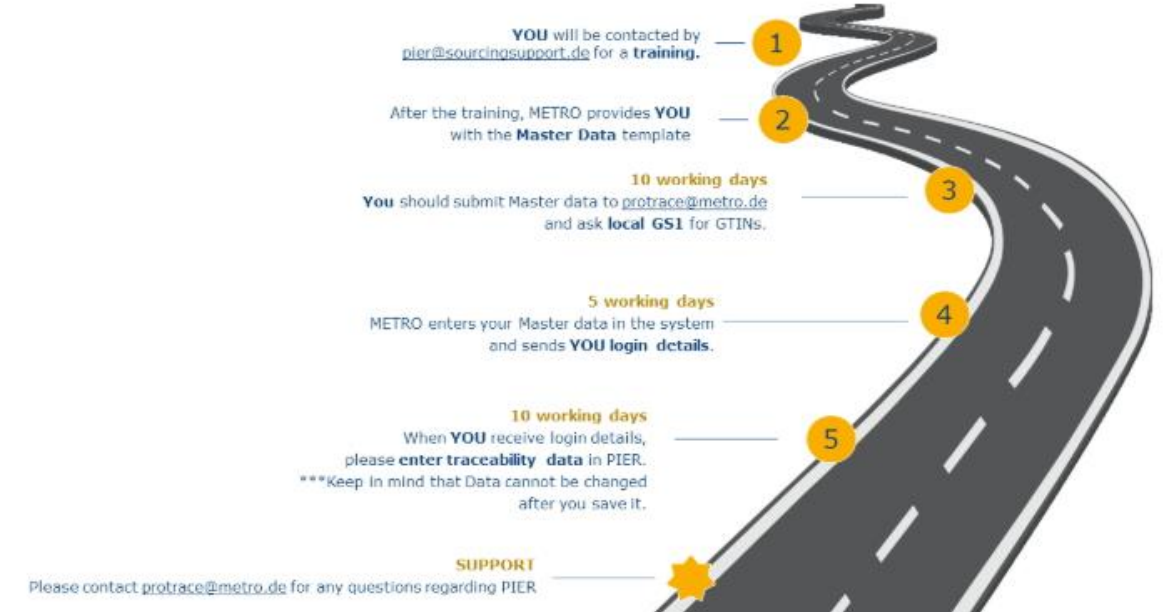 YOU will be contacted by
pier@sourcingsupport.de for a training.
1
After the training, METRO provides YOU
with the Master Data template
2
10 working days
You should submit Master data to protrace@metro.de
and ask local GS1 for GTINs.
3
5 working days
METRO enters your Master data in the system
and sends YOU login details.
4
10 working days
When YOU receive login details,
please enter traceability data in PIER.
***Keep in mind that Data cannot be changed
after you save it.
5
SUPPORT
Please contact protrace@metro.de for any questions regarding PIER